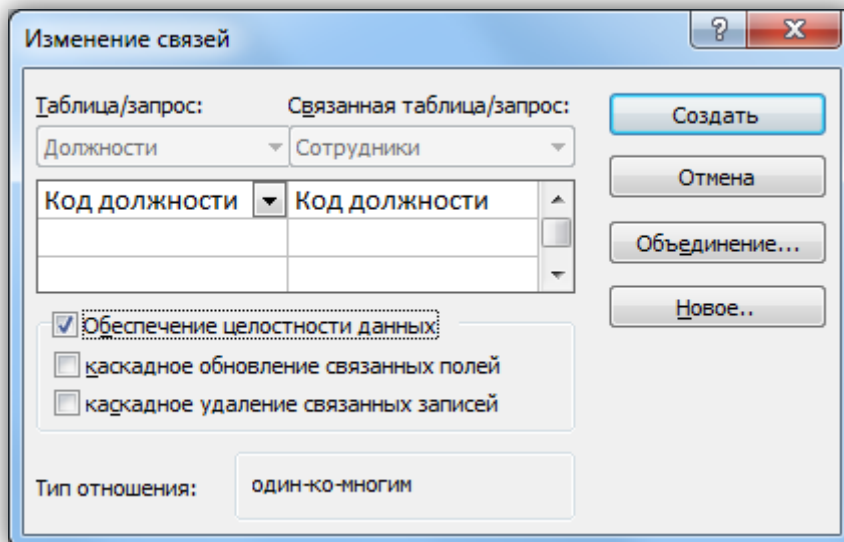 Изменение связей
Таблица/запрос: Связанная таблица/запрос:
Должности Сотрудники
Код должности Код должности
Обеспечение целостности данных
каскадное обновление связанных полей
каскадное удаление связанных записей
Тип отношения: один-ко-многим
Создать
Отмена
Объединение...
Новое..